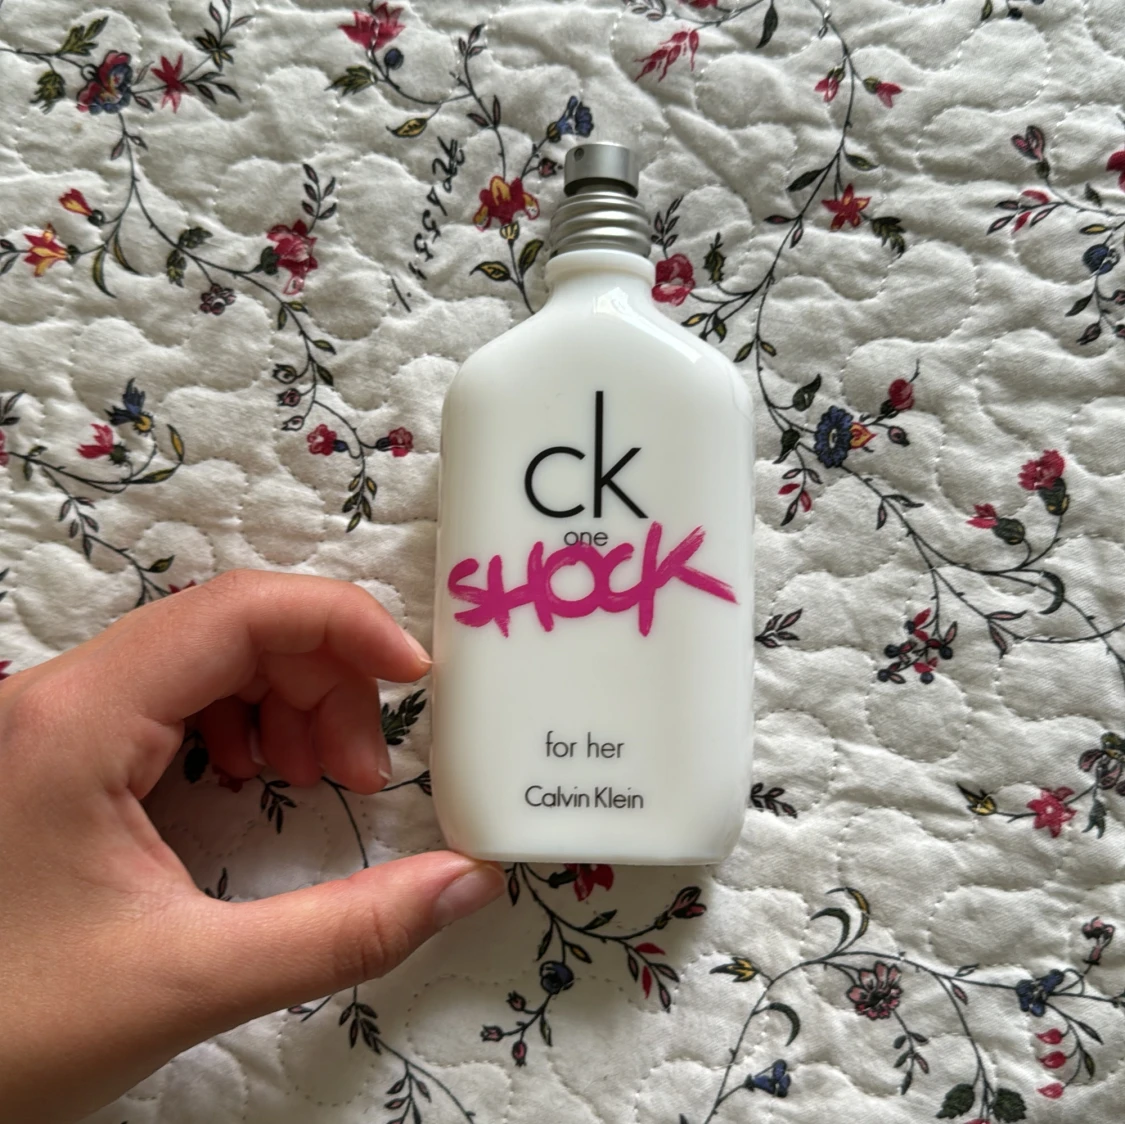 ck
one
SHOCK
for her
Calvin Klein